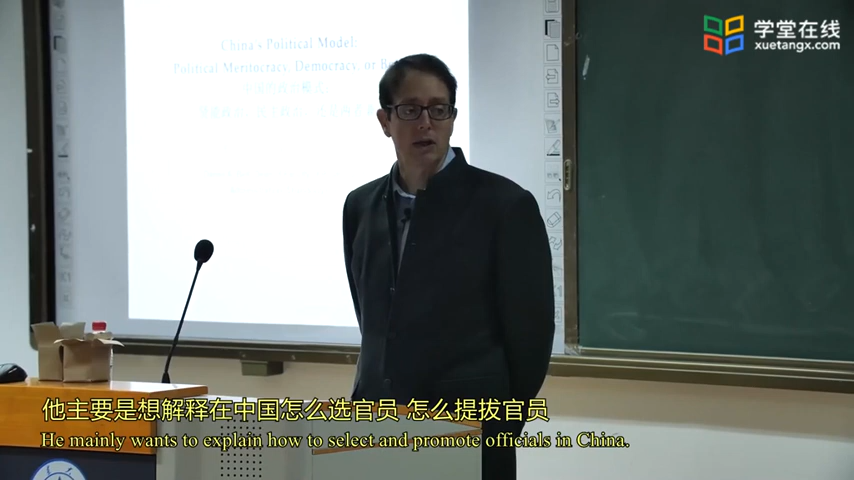 学堂在线
xuetangx.com
China - Political Model:
Political Meritocracy, Democracy, or
他主要是想解释在中国怎么选官员 怎么提拔官员
He mainly wants to explain how to select and promote officials in China.